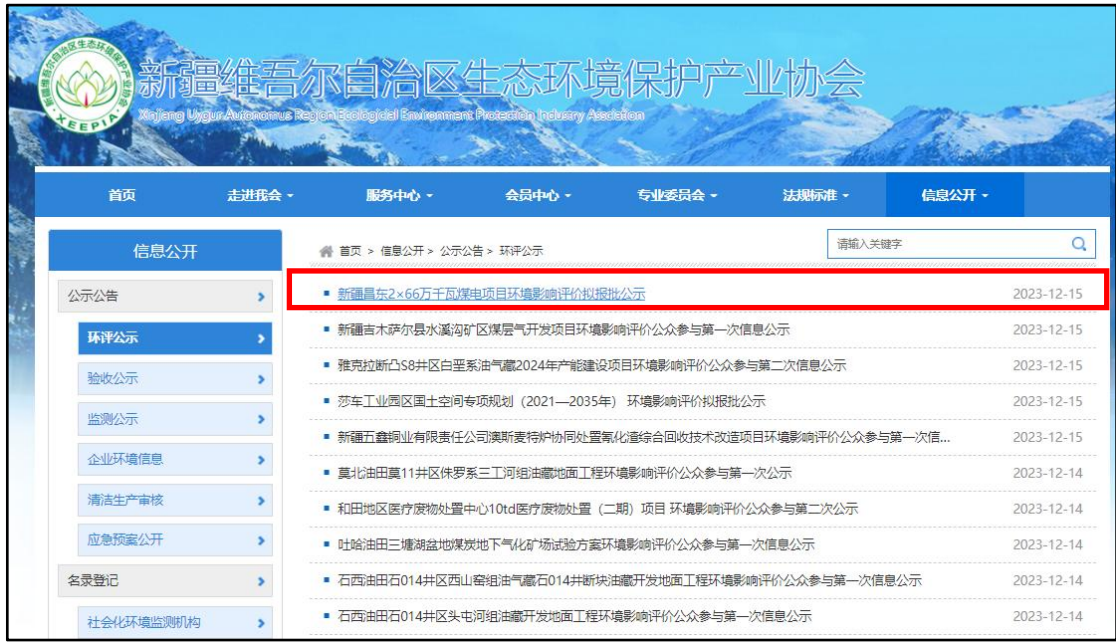 新疆维吾尔自治区生态环境保护产业协会
XEEPIA
首页 走进我会 服务中心 会员中心 专业委员会 法规标准 信息公开
信息公开
首页 > 信息公开 > 公示公告 > 环评公示
请输入关键字
公示公告
环评公示
验收公示
监测公示
企业环境信息
清洁生产审核
应急预案公开
名录登记
社会化环境监测机构
新疆昌东2×66万千瓦煤电项目环境影响评价拟报批公示 2023-12-15
新疆吉木萨尔县水溪沟矿区煤层气开发项目环境影响评价公众参与第一次信息公示 2023-12-15
雅克拉断凸S8井区白垩系油气藏2024年产能建设项目环境影响评价公众参与第二次信息公示 2023-12-15
莎车工业园区国土空间专项规划（2021—2035年） 环境影响评价拟报批公示 2023-12-15
新疆五鑫铜业有限责任公司澳斯麦特炉协同处置氰化渣综合回收技术改造项目环境影响评价公众参与第一次信... 2023-12-15
莫北油田莫11井区侏罗系三工河组油藏地面工程环境影响评价公众参与第一次公示 2023-12-14
和田地区医疗废物处置中心10td医疗废物处置（二期）项目 环境影响评价公众参与第二次公示 2023-12-14
吐哈油田三塘湖盆地煤炭地下气化矿场试验方案环境影响评价公众参与第一次信息公示 2023-12-14
石西油田石014井区西山窑组油气藏石014井断块油藏开发地面工程环境影响评价公众参与第一次信息公示 2023-12-14
石西油田石014井区头屯河组油藏开发地面工程环境影响评价公众参与第一次信息公示 2023-12-14